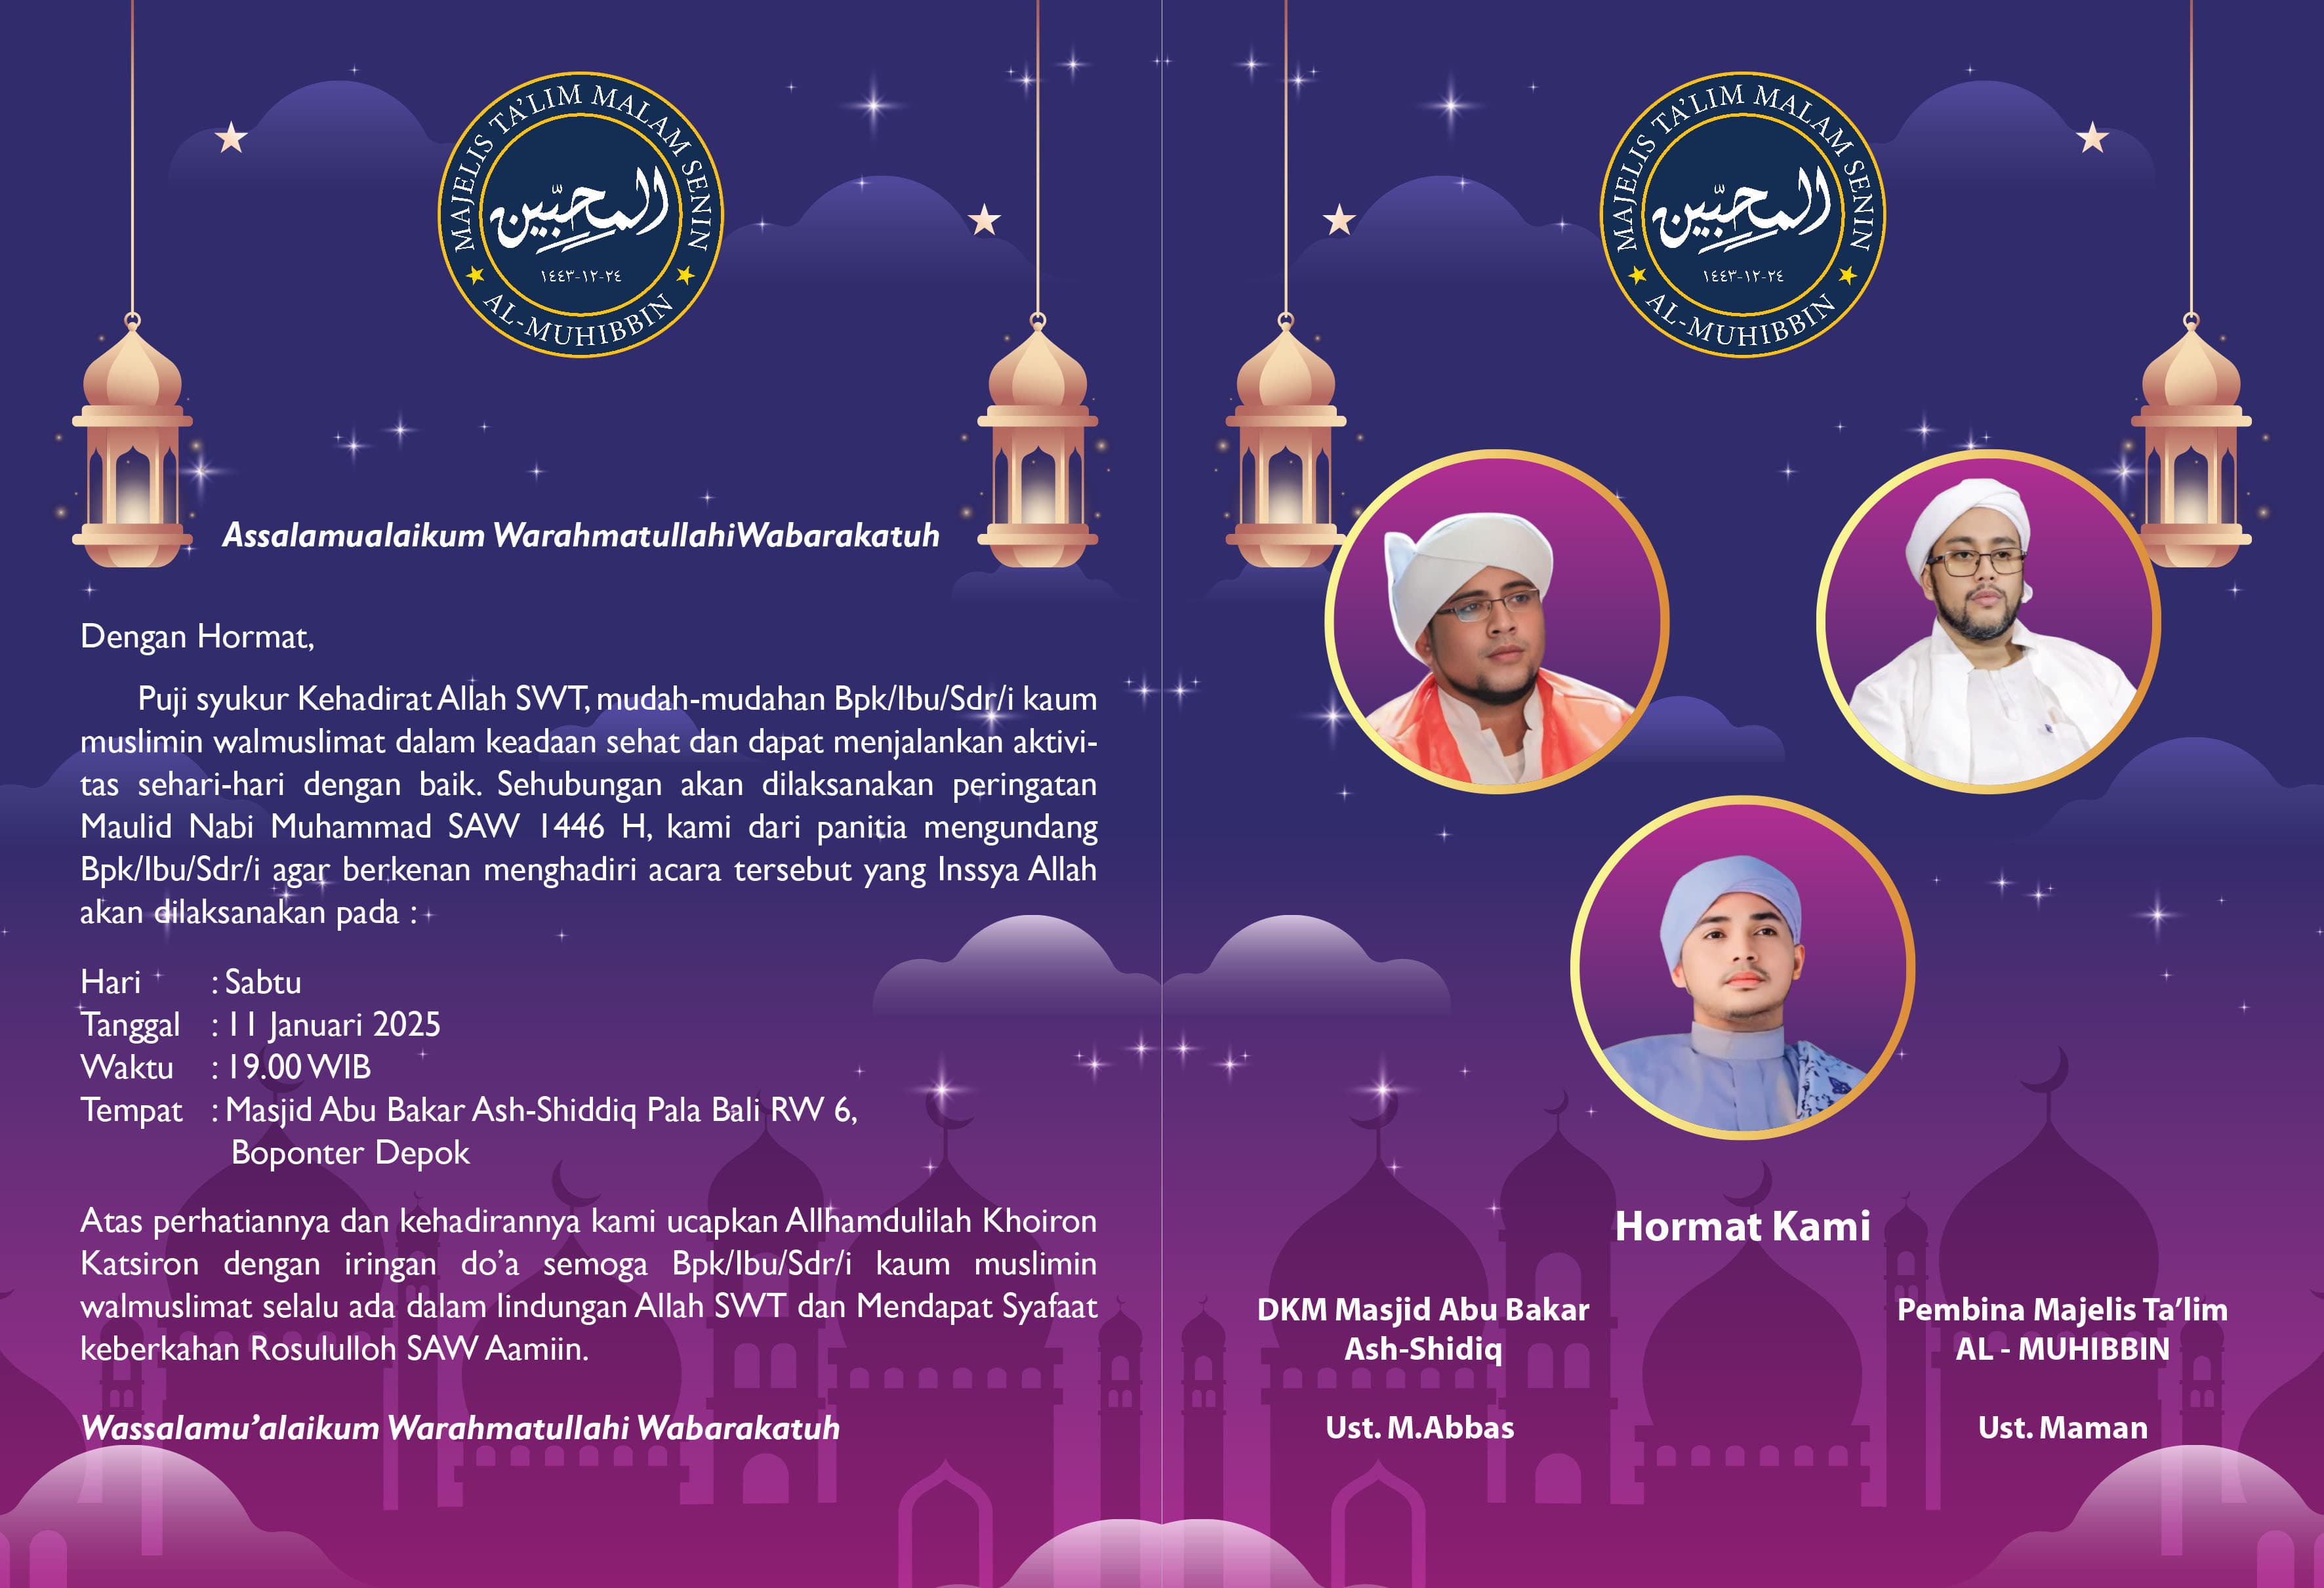 MAJELIS TA'LIM MALAM SENIN
المحبّين
١٤٤٣-١٢-٢٤
AL-MUHIBBIN
Assalamualaikum WarahmatullahiWabarakatuh
Dengan Hormat,
Puji syukur Kehadirat Allah SWT, mudah-mudahan Bpk/Ibu/Sdr/i kaum
muslimin walmuslimat dalam keadaan sehat dan dapat menjalankan aktivi-
tas sehari-hari dengan baik. Sehubungan akan dilaksanakan peringatan
Maulid Nabi Muhammad SAW 1446 H, kami dari panitia mengundang
Bpk/Ibu/Sdr/i agar berkenan menghadiri acara tersebut yang Inssya Allah
akan dilaksanakan pada :
Hari : Sabtu
Tanggal : 11 Januari 2025
Waktu : 19.00 WIB
Tempat : Masjid Abu Bakar Ash-Shiddiq Pala Bali RW 6,
Boponter Depok
Atas perhatiannya dan kehadirannya kami ucapkan Allhamdulilah Khoiron
Katsiron dengan iringan do'a semoga Bpk/Ibu/Sdr/i kaum muslimin
walmuslimat selalu ada dalam lindungan Allah SWT dan Mendapat Syafaat
keberkahan Rosululloh SAW Aamiin.
Wassalamu'alaikum Warahmatullahi Wabarakatuh
MAJELIS TA'LIM MALAM SENIN
المحبّين
١٤٤٣-١٢-٢٤
AL-MUHIBBIN
Hormat Kami
DKM Masjid Abu Bakar
Ash-Shidiq
Ust. M.Abbas
Pembina Majelis Ta'lim
AL - MUHIBBIN
Ust. Maman